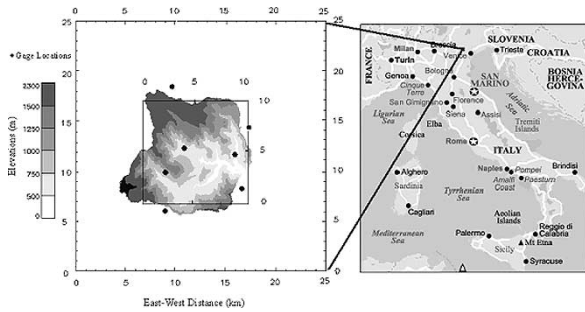 Gage Locations
Elevations (m)
2300
1500
1250
1000
750
500
0
25
20
15
10
5
0
0 5 10
10
5
0
0 5 10 15 20 25
East-West Distance (km)
25
20
15
10
5
0
FRANCE
Milan
Brescia
Turin
Venice
Trieste
SLOVENIA
CROATIA
BOSNIA
HERCE-
GOVINA
Genoa
Bologna
Cinque
Terre
SAN
MARINO
San Gimignano
Florence
Siena
Assisi
Adriatic
Sea
Ligurian
Sea
Elba
Tremiti
Islands
Corsica
Rome
ITALY
Alghero
Sardinia
Naples
Pompei
Brindisi
Amalfi
Coast
Paestum
Tyrrhenian
Sea
Cagliari
Aeolian
Islands
Reggio di
Calabria
Mediterranean
Sea
Palermo
Mt Etna
Sicily
Syracuse